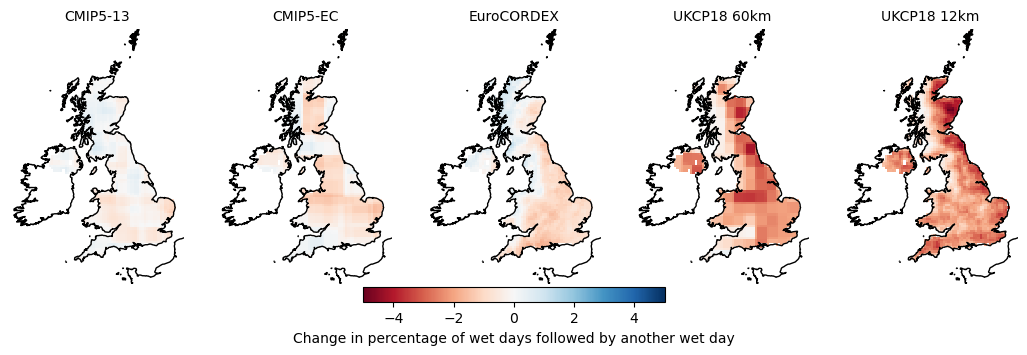 CMIP5-13 CMIP5-EC EuroCORDEX UKCP18 60km UKCP18 12km
−4 −2 0 2 4
Change in percentage of wet days followed by another wet day